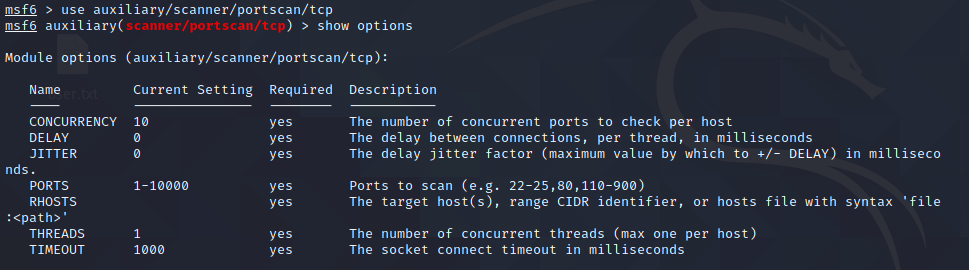 msf6 > use auxiliary/scanner/portscan/tcp
msf6 auxiliary(scanner/portscan/tcp) > show options
Module options (auxiliary/scanner/portscan/tcp):
Name Current Setting Required Description
CONCURRENCY 10 yes The number of concurrent ports to check per host
DELAY 0 yes The delay between connections, per thread, in milliseconds
JITTER 0 yes The delay jitter factor (maximum value by which to +/- DELAY) in milliseco
nds.
PORTS 1-10000 yes Ports to scan (e.g. 22-25,80,110-900)
RHOSTS yes The target host(s), range CIDR identifier, or hosts file with syntax 'file
:<path>'
THREADS 1 yes The number of concurrent threads (max one per host)
TIMEOUT 1000 yes The socket connect timeout in milliseconds